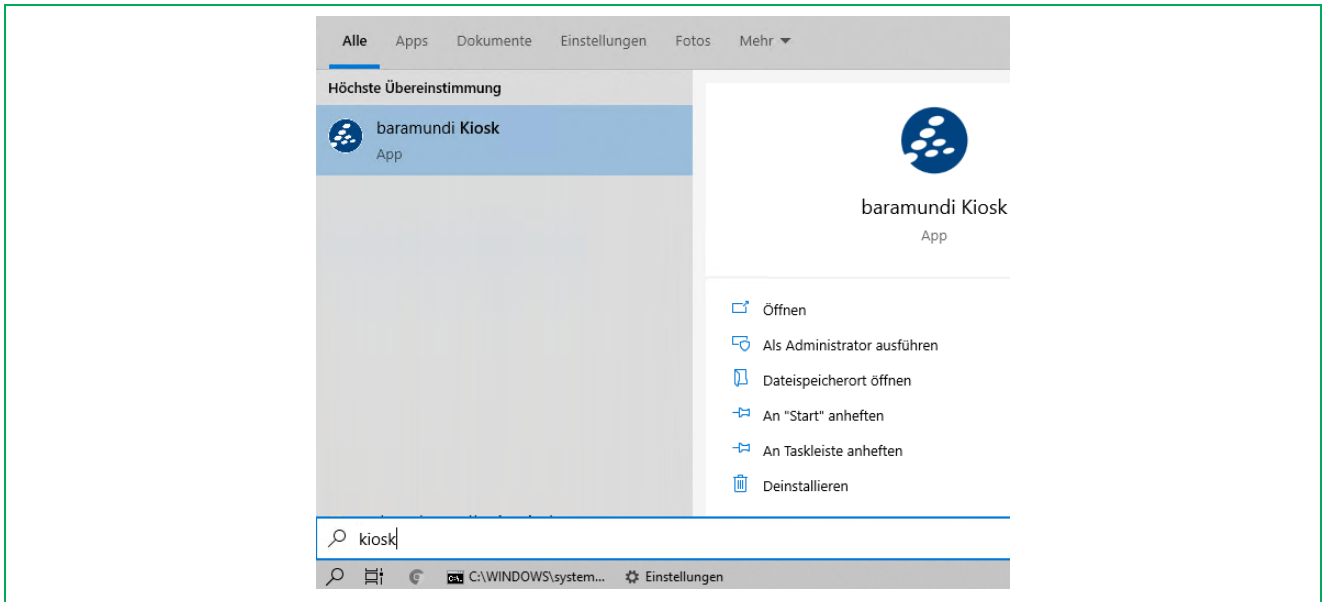 Alle Apps Dokumente Einstellungen Fotos Mehr
Höchste Übereinstimmung
baramundi Kiosk
App
baramundi Kiosk
App
Öffnen
Als Administrator ausführen
Dateispeicherort öffnen
An "Start" anheften
An Taskleiste anheften
Deinstallieren
kiosk
C:\WINDOWS\system... Einstellungen